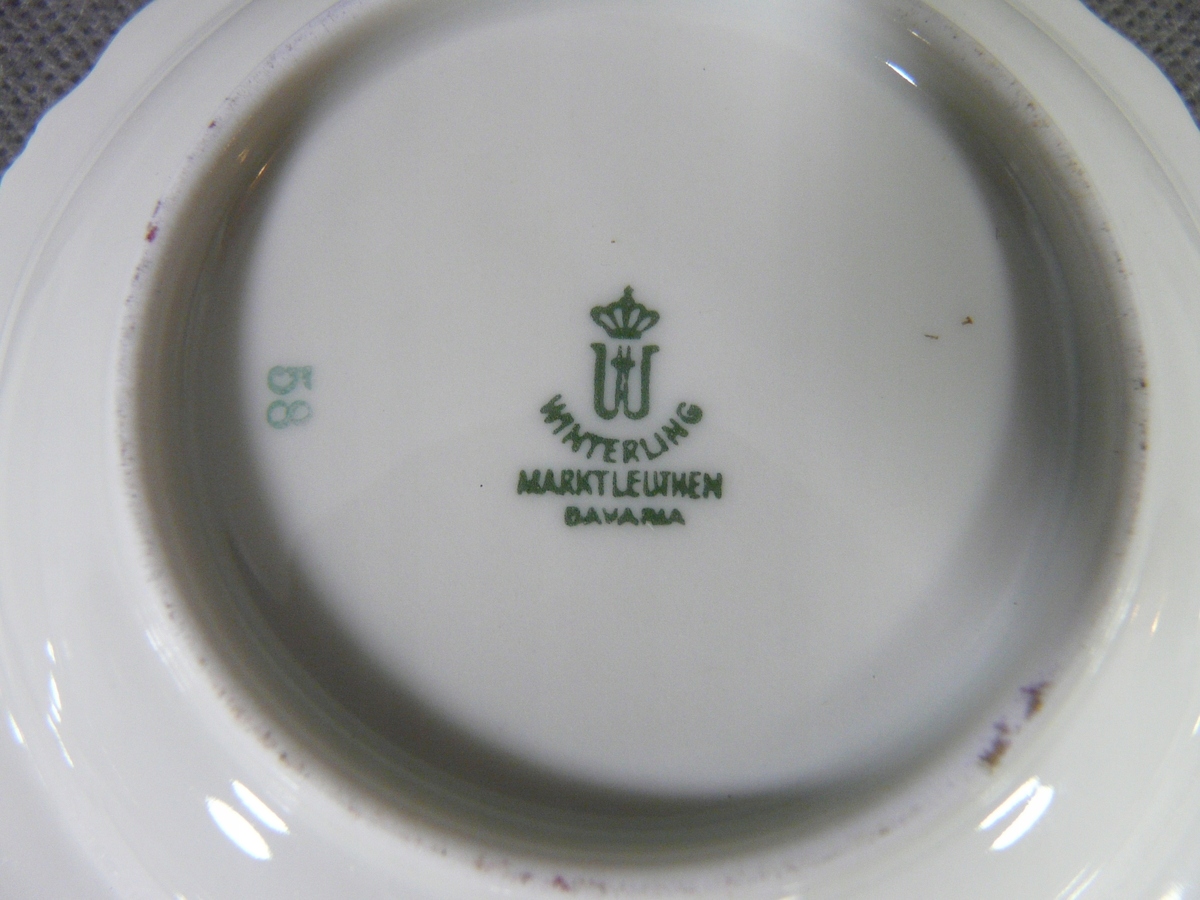 W
WINTERLING
MARKTLEUTHEN
BAVARIA
58